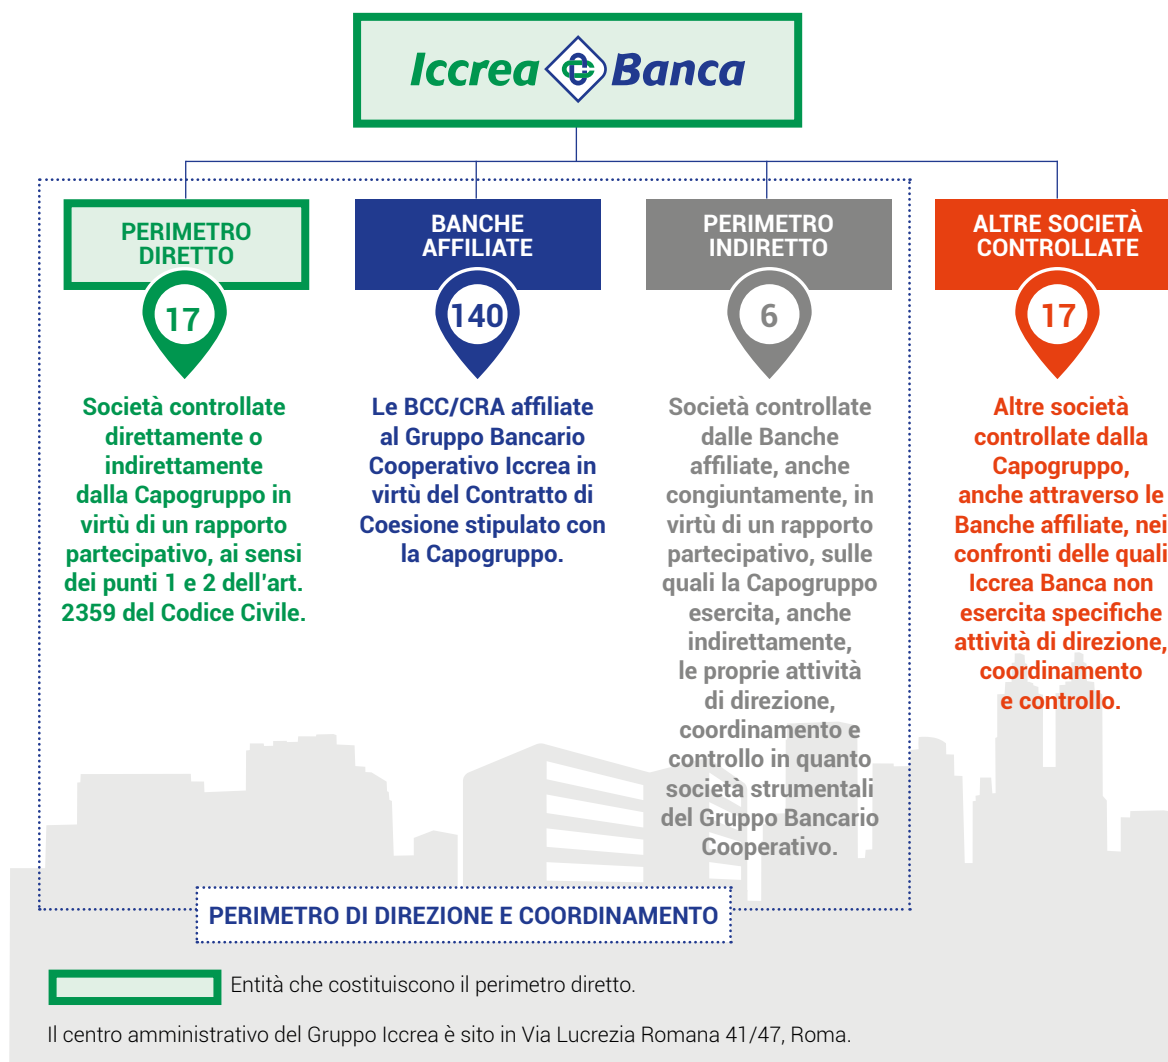 Iccrea Banca
PERIMETRO
DIRETTO
17
Società controllate
direttamente o
indirettamente
dalla Capogruppo in
virtù di un rapporto
partecipativo, ai sensi
dei punti 1 e 2 dell'art.
2359 del Codice Civile.
BANCHE
AFFILIATE
140
Le BCC/CRA affiliate
al Gruppo Bancario
Cooperativo Iccrea in
virtù del Contratto di
Coesione stipulato con
la Capogruppo.
PERIMETRO
INDIRETTO
6
Società controllate
dalle Banche
affiliate, anche
congiuntamente, in
virtù di un rapporto
partecipativo, sulle
quali la Capogruppo
esercita, anche
indirettamente,
le proprie attività
di direzione,
coordinamento e
controllo in quanto
società strumentali
del Gruppo Bancario
Cooperativo.
ALTRE SOCIETÀ
CONTROLLATE
17
Altre società
controllate dalla
Capogruppo,
anche attraverso le
Banche affiliate, nei
confronti delle quali
Iccrea Banca non
esercita specifiche
attività di direzione,
coordinamento
e controllo.
PERIMETRO DI DIREZIONE E COORDINAMENTO
Entità che costituiscono il perimetro diretto.
Il centro amministrativo del Gruppo Iccrea è sito in Via Lucrezia Romana 41/47, Roma.